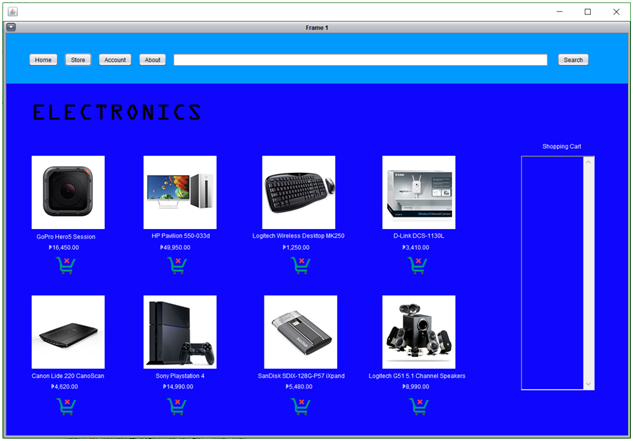 Frame 1
Home Store Account About Search
ELECTRONICS
Shopping Cart
GoPro Hero5 Session HP Pavilion 550-033d Logitech Wireless Desktop MK250 D-Link DCS-1130L
₱16,450.00 ₱49,950.00 ₱1,250.00 ₱3,410.00
Canon Lide 220 CanoScan Sony Playstation 4 SanDisk SDIX-128G-P57 iXpand Logitech G51 5.1 Channel Speakers
₱4,620.00 ₱14,990.00 ₱5,480.00 ₱8,990.00